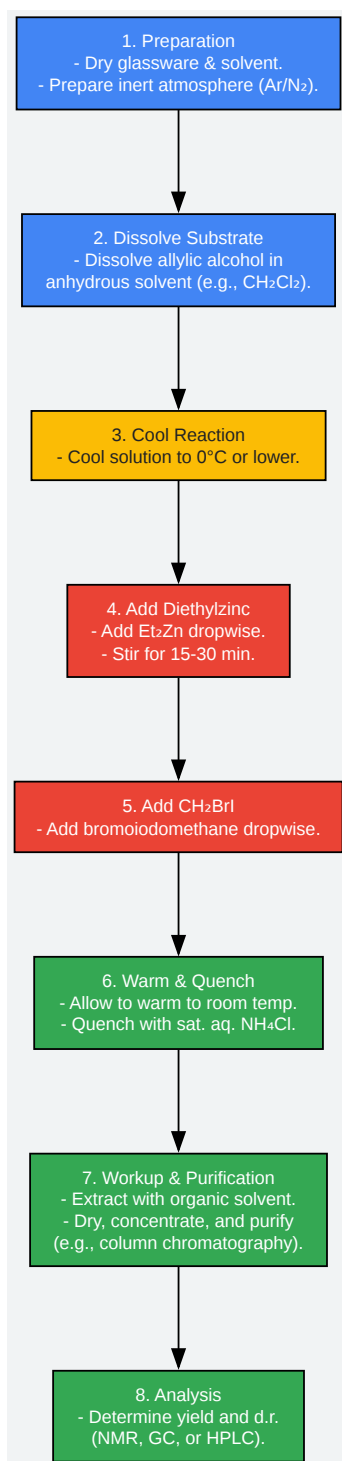 1. Preparation
- Dry glassware & solvent.
- Prepare inert atmosphere (Ar/N₂).
2. Dissolve Substrate
- Dissolve allylic alcohol in
anhydrous solvent (e.g., CH₂Cl₂).
3. Cool Reaction
- Cool solution to 0°C or lower.
4. Add Diethylzinc
- Add Et₂Zn dropwise.
- Stir for 15-30 min.
5. Add CH₂BrI
- Add bromoiodomethane dropwise.
6. Warm & Quench
- Allow to warm to room temp.
- Quench with sat. aq. NH₄Cl.
7. Workup & Purification
- Extract with organic solvent.
- Dry, concentrate, and purify
(e.g., column chromatography).
8. Analysis
- Determine yield and d.r.
(NMR, GC, or HPLC).